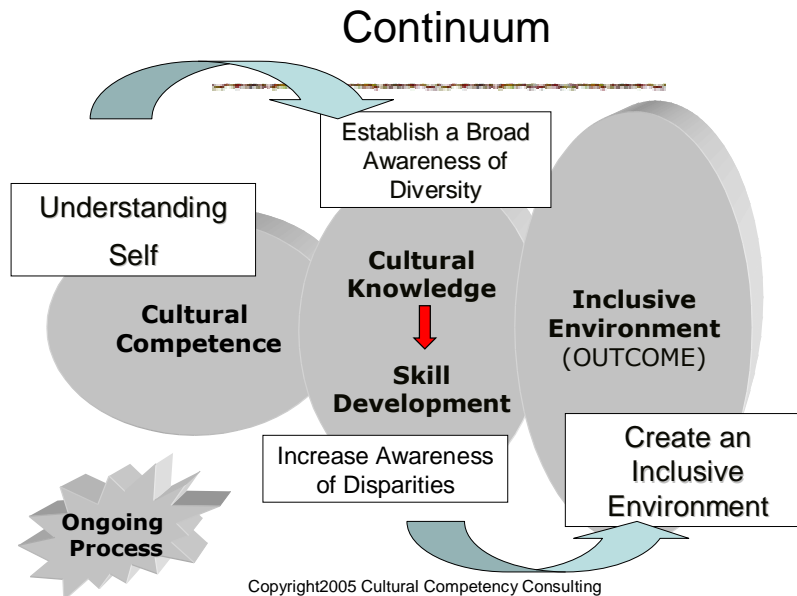 Continuum
Establish a Broad
Awareness of
Diversity
Understanding
Self
Cultural
Competence
Cultural
Knowledge
Skill
Development
Inclusive
Environment
(OUTCOME)
Increase Awareness
of Disparities
Create an
Inclusive
Environment
Ongoing
Process
Copyright2005 Cultural Competency Consulting